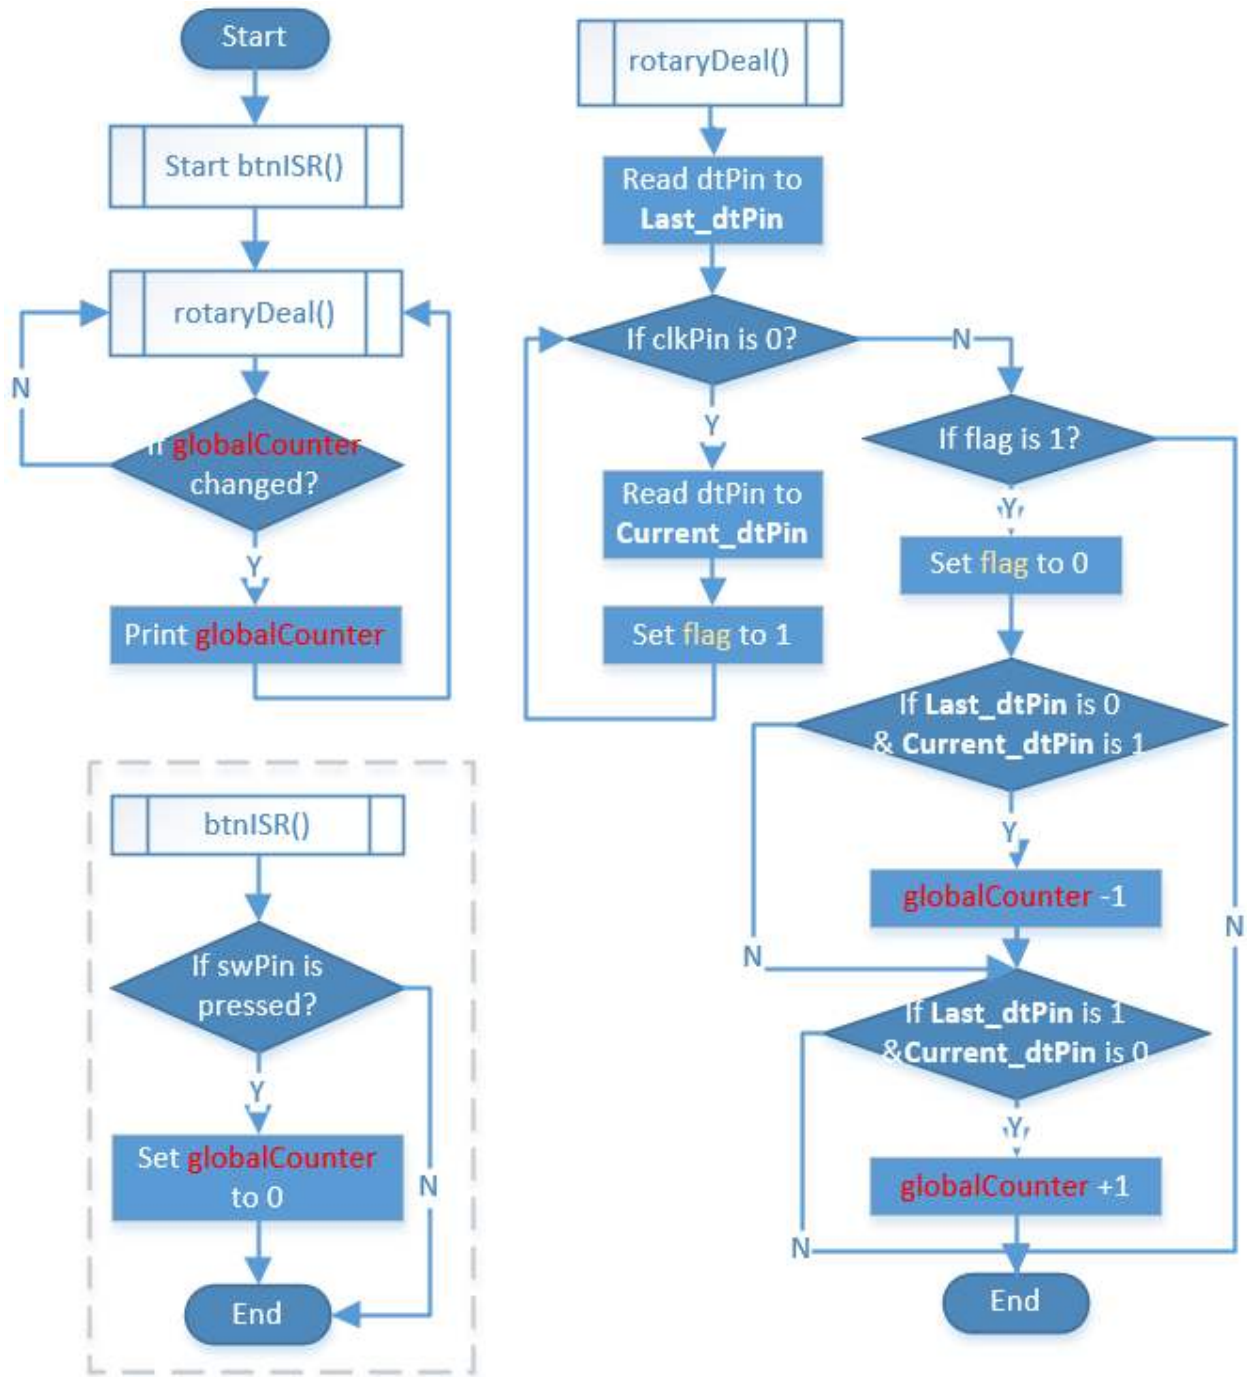 Start
Start btnISR()
rotaryDeal()
N
If globalCounter
changed?
Y
Print globalCounter
btnISR()
If swPin is
pressed?
Y
N
Set globalCounter
to 0
End
rotaryDeal()
Read dtPin to
Last_dtPin
If clkPin is 0?
N
Y
Read dtPin to
Current_dtPin
Set flag to 1
If flag is 1?
Y
Set flag to 0
If Last_dtPin is 0
& Current_dtPin is 1
Y
globalCounter -1
N
N
If Last_dtPin is 1
&Current_dtPin is 0
Y
globalCounter +1
N
End